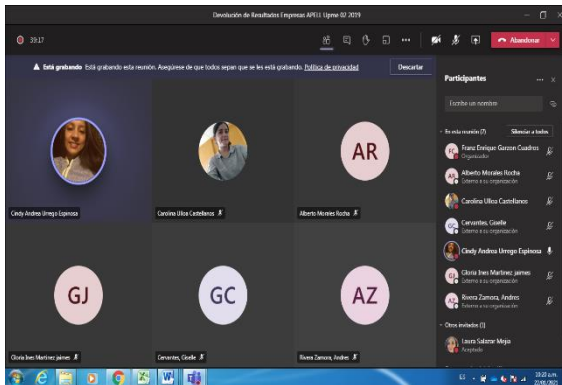 Devolución de Resultados Empresas APELL Upme 02 2019
39:17
Abandonar
Está grabando Está grabando esta reunión. Asegúrese de que todos sepan que se les está grabando. Política de privacidad
Descartar
Participantes
Escribe un nombre
En esta reunión (7)
Silenciar a todos
Franz Enrique Garzon Cuadros
Organizador
Alberto Morales Rocha
Externo a su organización
Carolina Ulloa Castellanos
Cervantes, Giselle
Externo a su organización
Cindy Andrea Urrego Espinosa
Gloria Ines Martinez jaimes
Externo a su organización
Rivera Zamora, Andres
Externo a su organización
Otros invitados (1)
Laura Salazar Mejia
Aceptado
AR
Cindy Andrea Urrego Espinosa
Carolina Ulloa Castellanos
Alberto Morales Rocha
GJ
GC
AZ
Gloria Ines Martinez jaimes
Cervantes, Giselle
Rivera Zamora, Andres
ES
10:20 a.m.